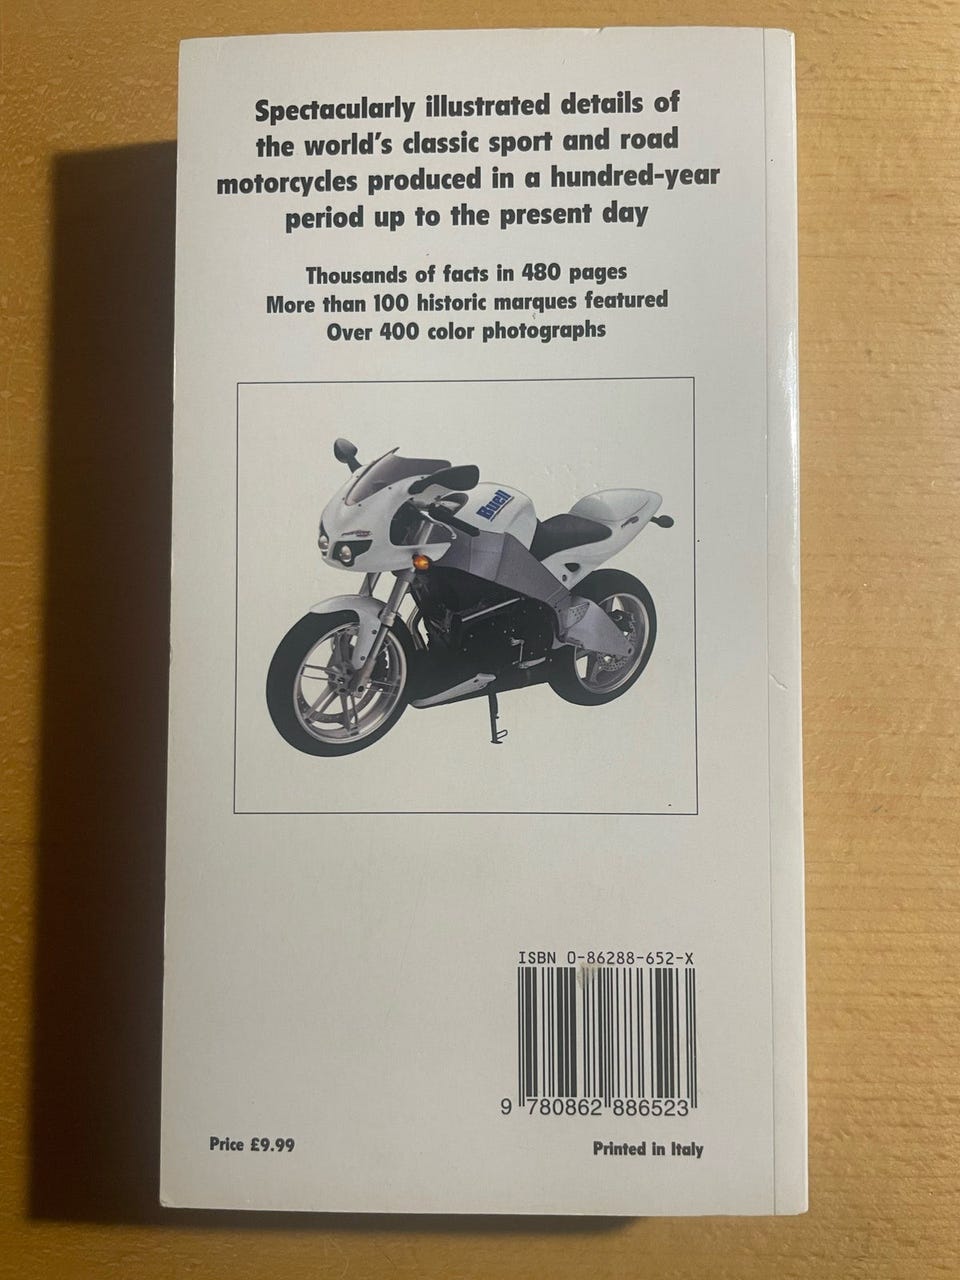 Spectacularly illustrated details of
the world's classic sport and road
motorcycles produced in a hundred-year
period up to the present day
Thousands of facts in 480 pages
More than 100 historic marques featured
Over 400 color photographs
Buell
ISBN 0-86288-652-X
9 780862 886523
Price £9.99
Printed in Italy